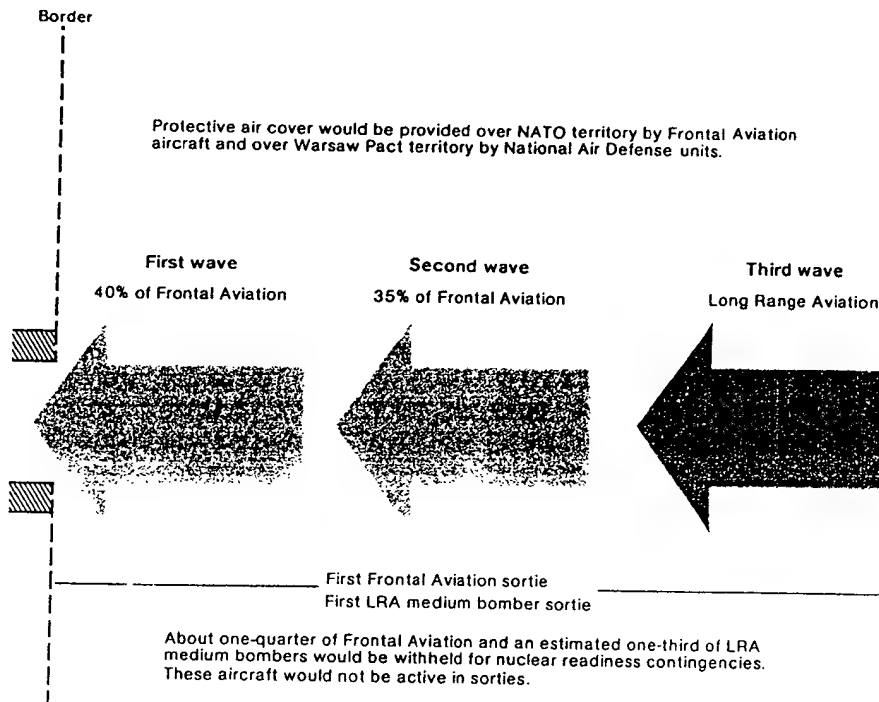 Border
Protective air cover would be provided over NATO territory by Frontal Aviation
aircraft and over Warsaw Pact territory by National Air Defense units.
First wave
40% of Frontal Aviation
Second wave
35% of Frontal Aviation
Third wave
Long Range Aviation
First Frontal Aviation sortie
First LRA medium bomber sortie
About one-quarter of Frontal Aviation and an estimated one-third of LRA
medium bombers would be withheld for nuclear readiness contingencies.
These aircraft would not be active in sorties.